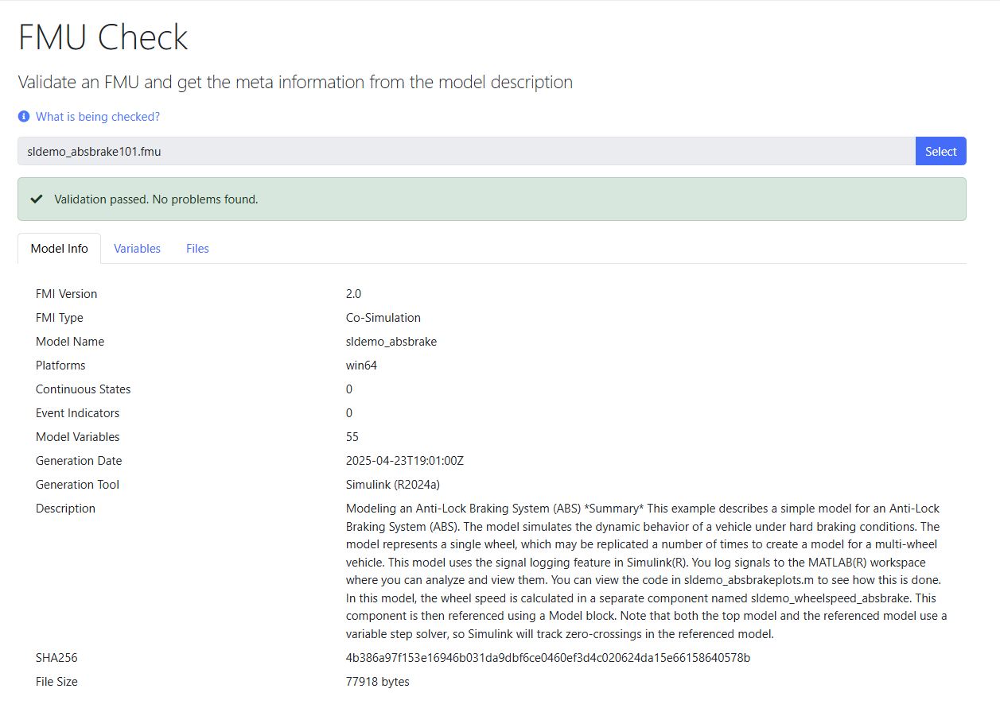 FMU Check
Validate an FMU and get the meta information from the model description
What is being checked?
sldemo_absbrake101.fmu
Select
Validation passed. No problems found.
Model Info Variables Files
FMI Version 2.0
FMI Type Co-Simulation
Model Name sldemo_absbrake
Platforms win64
Continuous States 0
Event Indicators 0
Model Variables 55
Generation Date 2025-04-23T19:01:00Z
Generation Tool Simulink (R2024a)
Description Modeling an Anti-Lock Braking System (ABS) *Summary* This example describes a simple model for an Anti-Lock
Braking System (ABS). The model simulates the dynamic behavior of a vehicle under hard braking conditions. The
model represents a single wheel, which may be replicated a number of times to create a model for a multi-wheel
vehicle. This model uses the signal logging feature in Simulink(R). You log signals to the MATLAB(R) workspace
where you can analyze and view them. You can view the code in sldemo_absbrakeplots.m to see how this is done.
In this model, the wheel speed is calculated in a separate component named sldemo_wheelspeed_absbrake. This
component is then referenced using a Model block. Note that both the top model and the referenced model use a
variable step solver, so Simulink will track zero-crossings in the referenced model.
SHA256 4b386a97f153e16946b031da9dbf6ce0460ef3d4c020624da15e66158640578b
File Size 77918 bytes